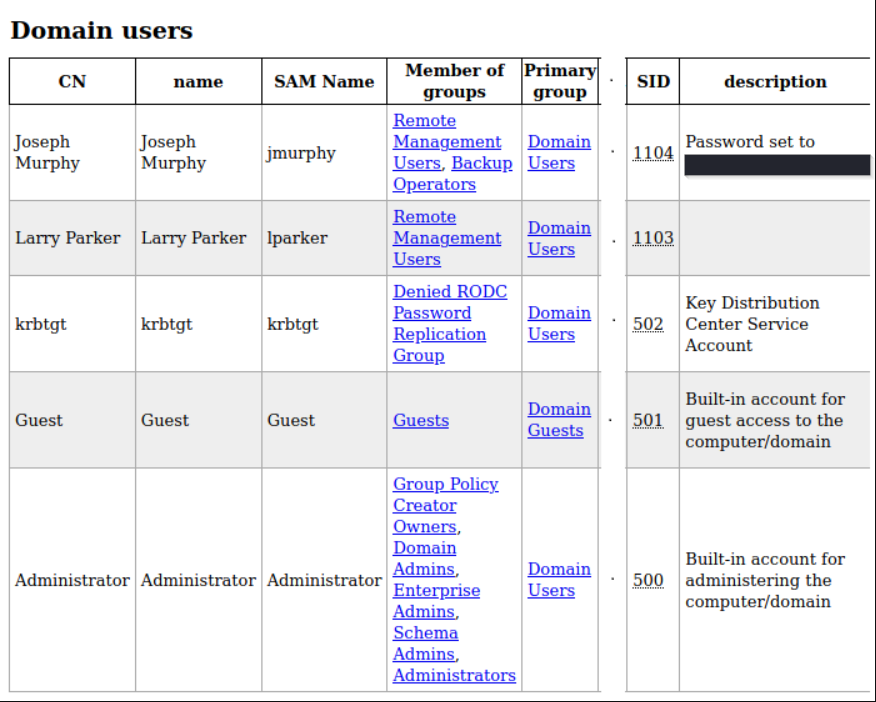 Domain users
CN name SAM Name Member of groups Primary group · SID description
Joseph Murphy Joseph Murphy jmurphy Remote Management Users, Backup Operators Domain Users · 1104 Password set to
Larry Parker Larry Parker lparker Remote Management Users Domain Users · 1103
krbtgt krbtgt krbtgt Denied RODC Password Replication Group Domain Users · 502 Key Distribution Center Service Account
Guest Guest Guest Guests Domain Guests · 501 Built-in account for guest access to the computer/domain
Administrator Administrator Administrator Group Policy Creator Owners, Domain Admins, Enterprise Admins, Schema Admins, Administrators Domain Users · 500 Built-in account for administering the computer/domain